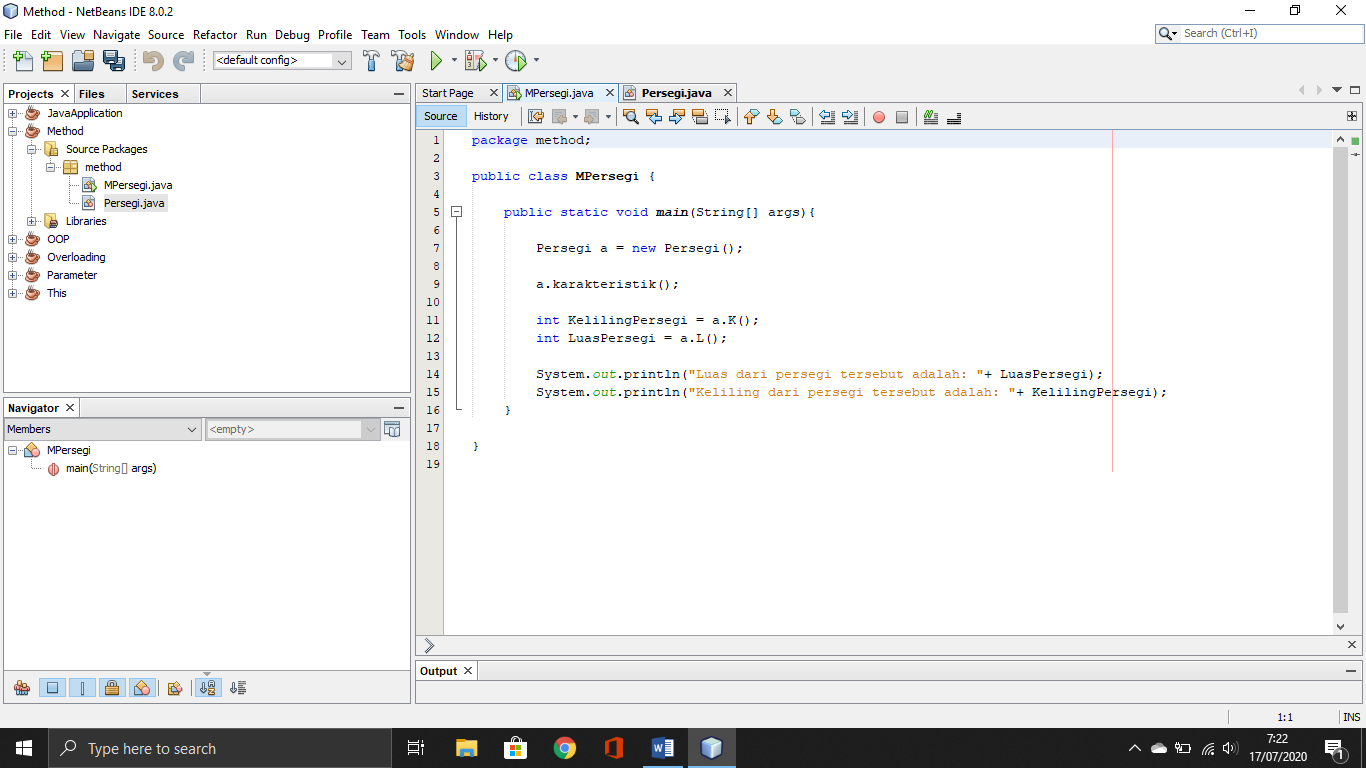 Method - NetBeans IDE 8.0.2
File Edit View Navigate Source Refactor Run Debug Profile Team Tools Window Help
Search (Ctrl+I)
<default config>
Projects Files Services
JavaApplication
Method
Source Packages
method
MPersegi.java
Persegi.java
Libraries
OOP
Overloading
Parameter
This
Navigator
Members <empty>
MPersegi
main(String[] args)
Start Page MPersegi.java Persegi.java
Source History
1 package method;
2
3 public class MPersegi {
4
5 public static void main(String[] args){
6
7 Persegi a = new Persegi();
8
9 a.karakteristik();
10
11 int KelilingPersegi = a.K();
12 int LuasPersegi = a.L();
13
14 System.out.println("Luas dari persegi tersebut adalah: "+ LuasPersegi);
15 System.out.println("Keliling dari persegi tersebut adalah: "+ KelilingPersegi);
16 }
17
18 }
19
Output
1:1 INS
Type here to search
7:22
17/07/2020
1